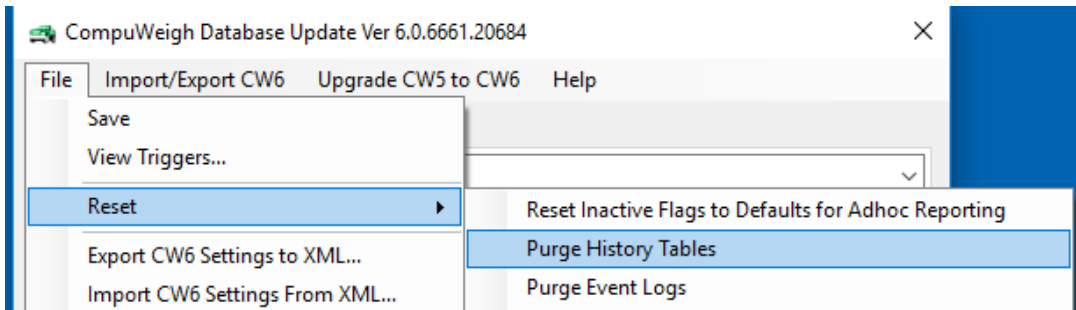 CompuWeigh Database Update Ver 6.0.6661.20684
File Import/Export CW6 Upgrade CW5 to CW6 Help
Save
View Triggers...
Reset
Reset Inactive Flags to Defaults for Adhoc Reporting
Purge History Tables
Purge Event Logs
Export CW6 Settings to XML...
Import CW6 Settings From XML...